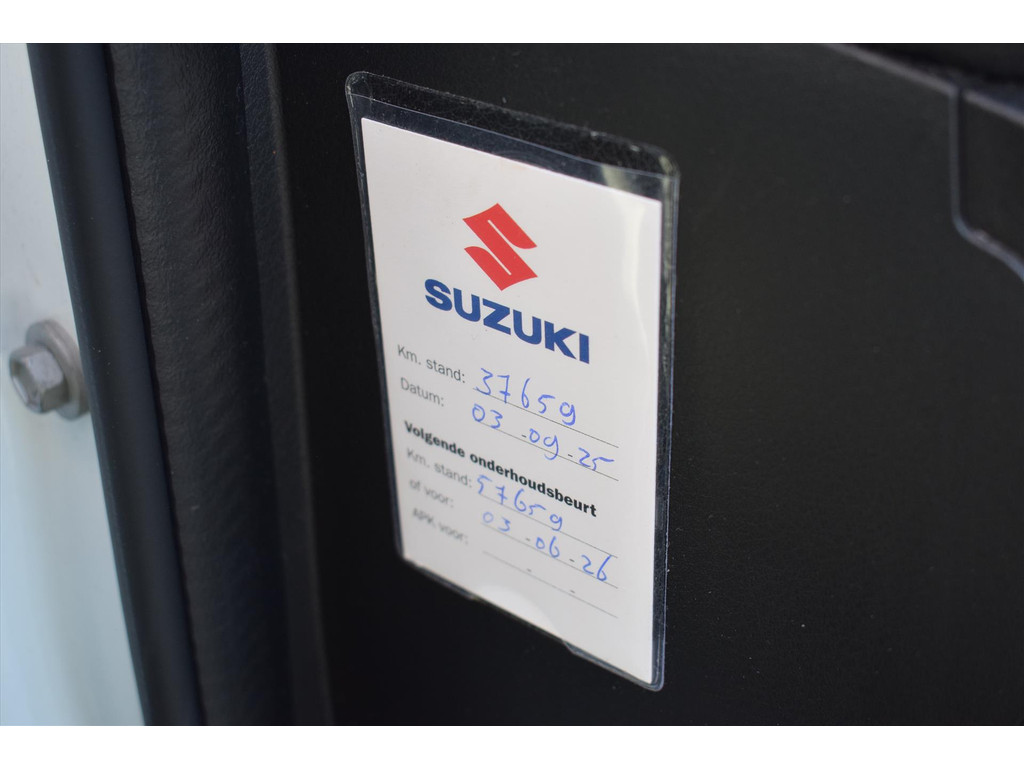 SUZUKI
Km. stand: 37659
Datum: 03-09-25
Volgende onderhoudsbeurt
Km. stand: 57659
of voor: 03-06-26
APK voor: - -